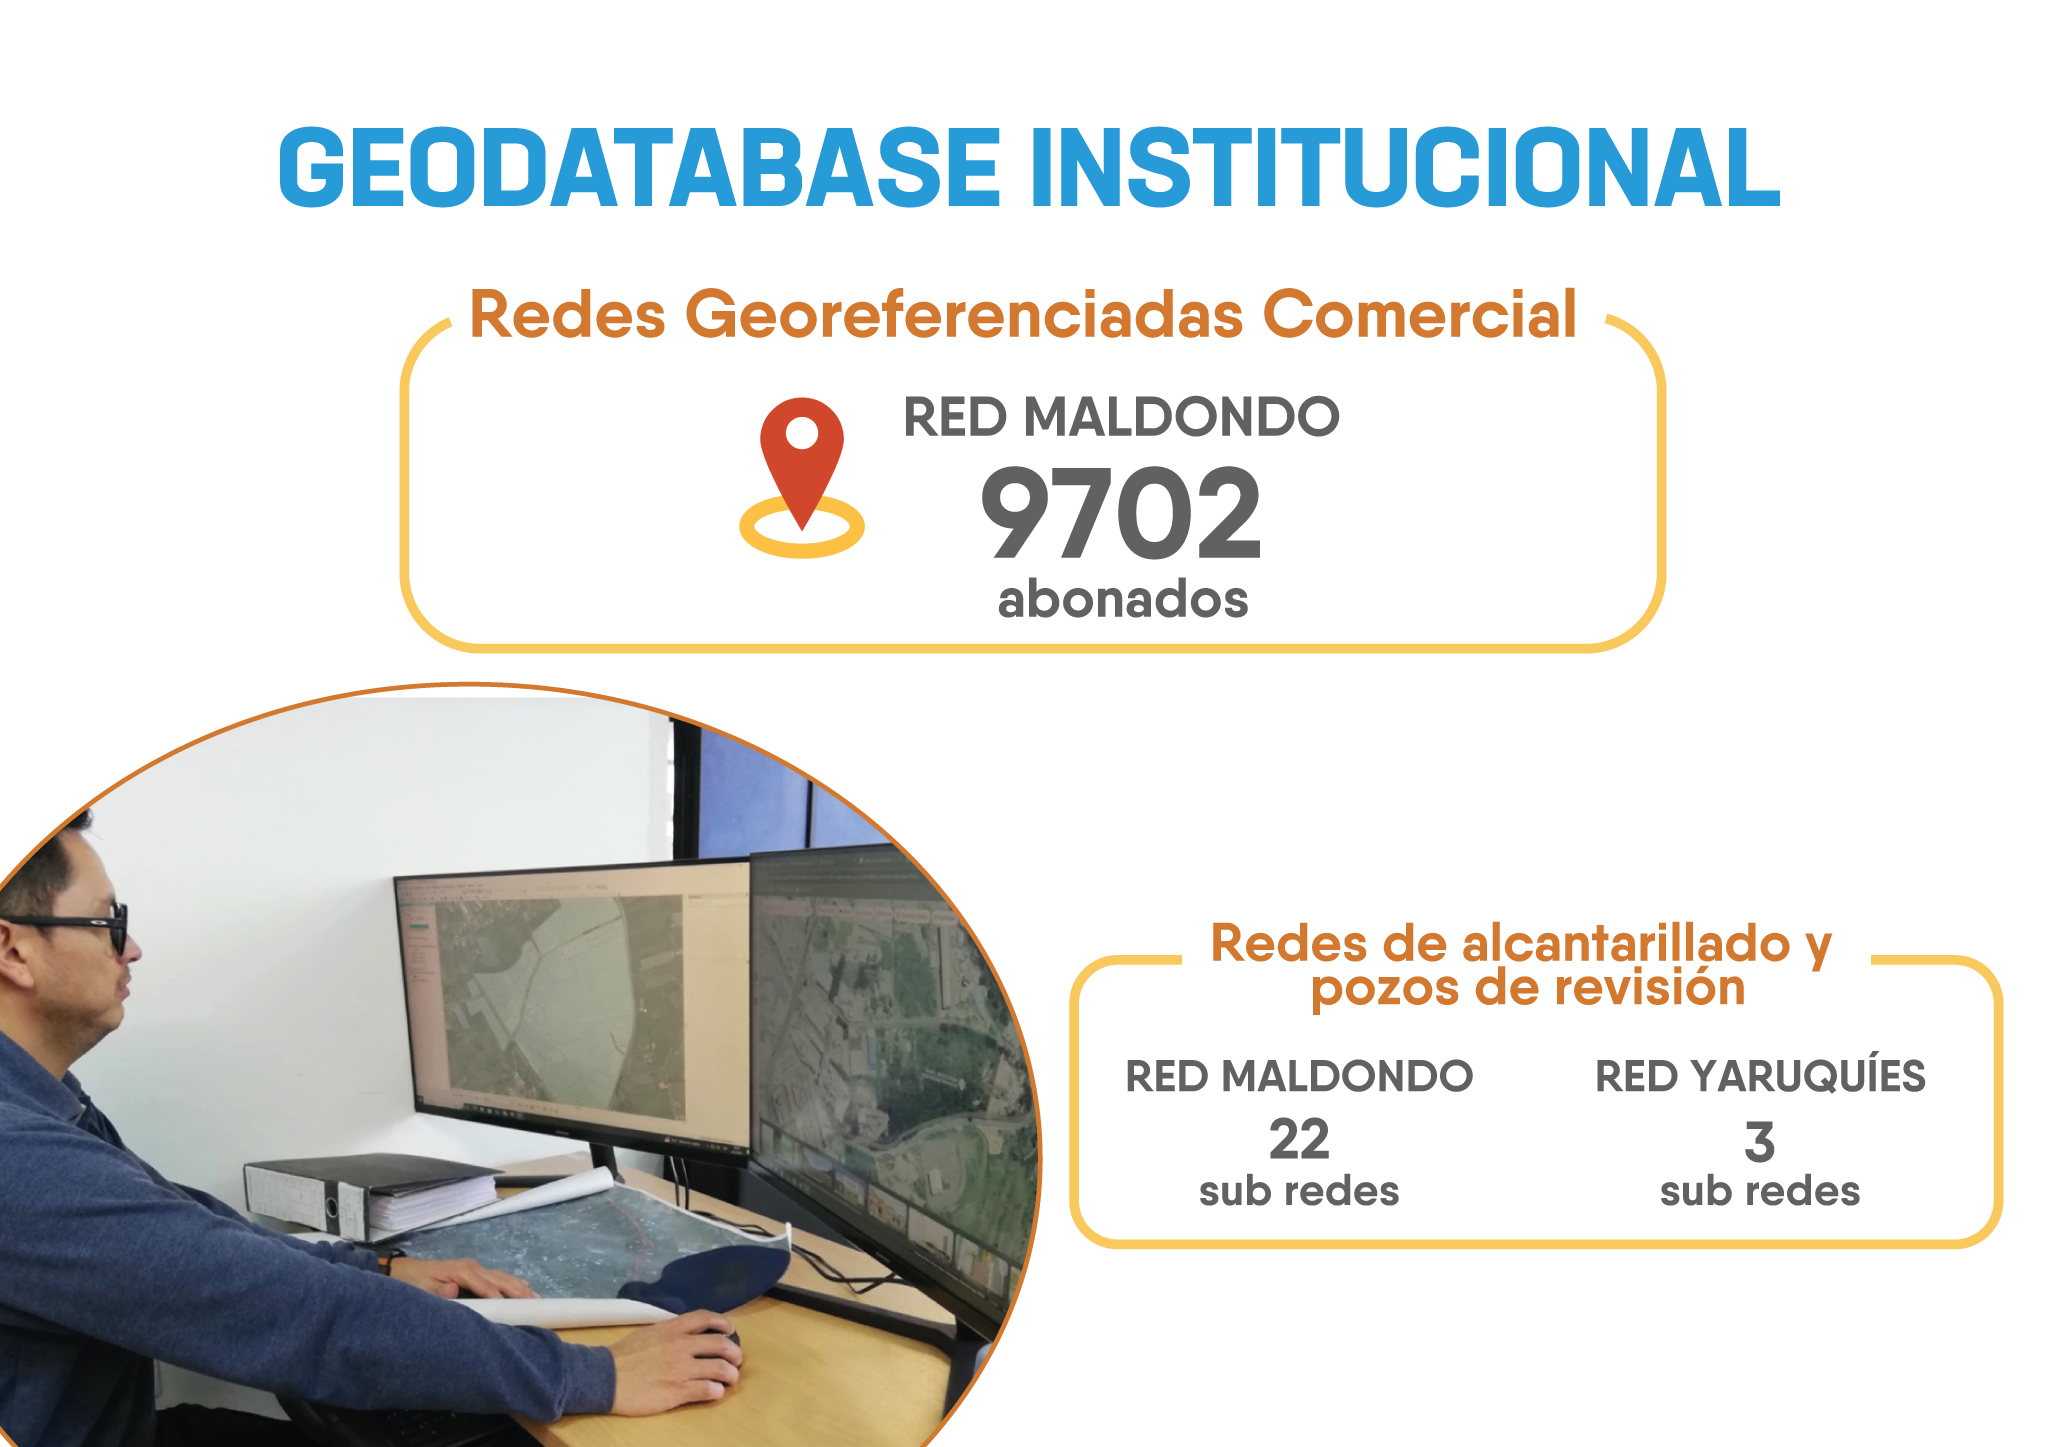 GEODATABASE INSTITUCIONAL
Redes Georeferenciadas Comercial
RED MALDONDO
9702
abonados
Redes de alcantarillado y
pozos de revisión
RED MALDONDO
22
sub redes
RED YARUQUÍES
3
sub redes